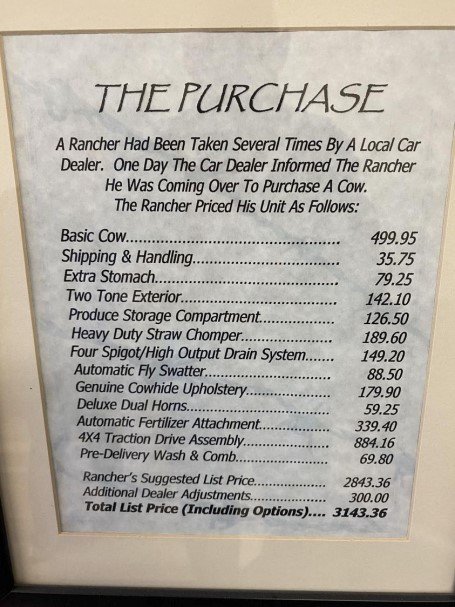 THE PURCHASE
A Rancher Had Been Taken Several Times By A Local Car
Dealer. One Day The Car Dealer Informed The Rancher
He Was Coming Over To Purchase A Cow.
The Rancher Priced His Unit As Follows:
Basic Cow.................................................. 499.95
Shipping & Handling.................................. 35.75
Extra Stomach........................................... 79.25
Two Tone Exterior.................................... 142.10
Produce Storage Compartment................. 126.50
Heavy Duty Straw Chomper..................... 189.60
Four Spigot/High Output Drain System....... 149.20
Automatic Fly Swatter............................... 88.50
Genuine Cowhide Upholstery.................... 179.90
Deluxe Dual Horns.................................... 59.25
Automatic Fertilizer Attachment................ 339.40
4X4 Traction Drive Assembly.................... 884.16
Pre-Delivery Wash & Comb....................... 69.80
Rancher's Suggested List Price................. 2843.36
Additional Dealer Adjustments.................. 300.00
Total List Price (Including Options).... 3143.36